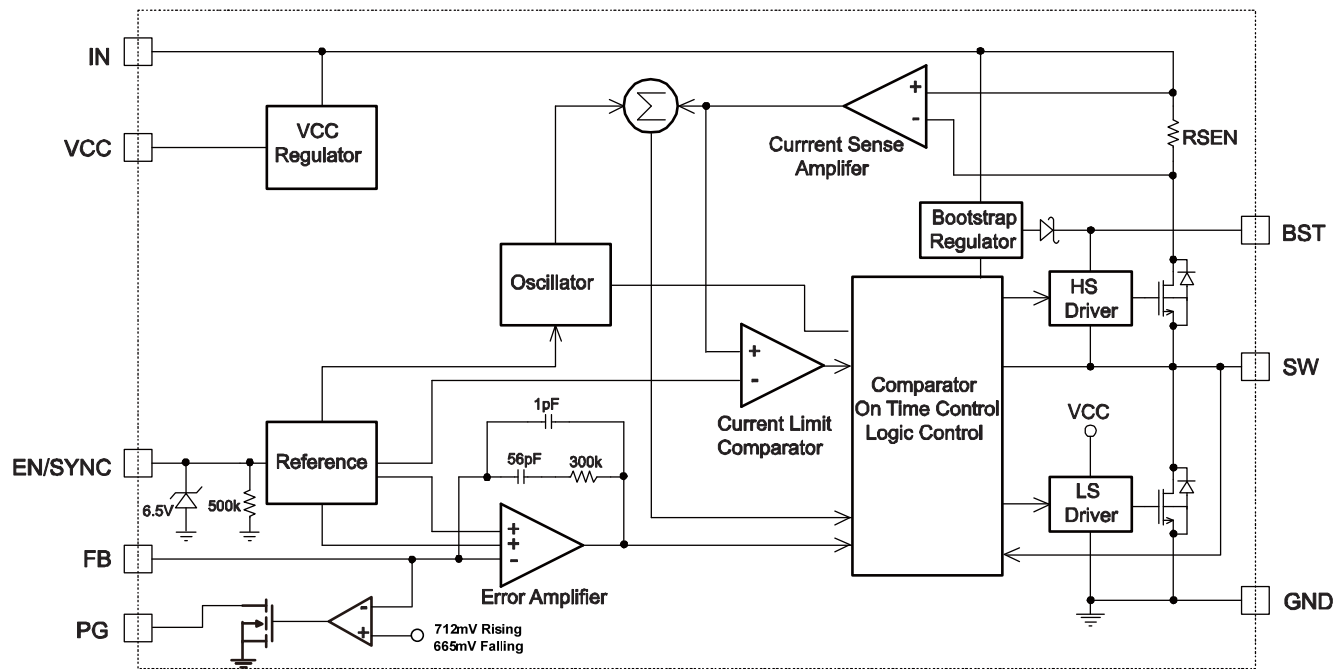 IN
VCC
Regulator
VCC
Σ
+
-
Currrent Sense
Amplifer
RSEN
Bootstrap
Regulator
BST
Oscillator
HS
Driver
+
-
Current Limit
Comparator
Comparator
On Time Control
Logic Control
SW
VCC
1pF
56pF
300k
EN/SYNC
Reference
6.5V
500k
LS
Driver
+
+
-
Error Amplifier
FB
GND
PG
-
+
712mV Rising
665mV Falling